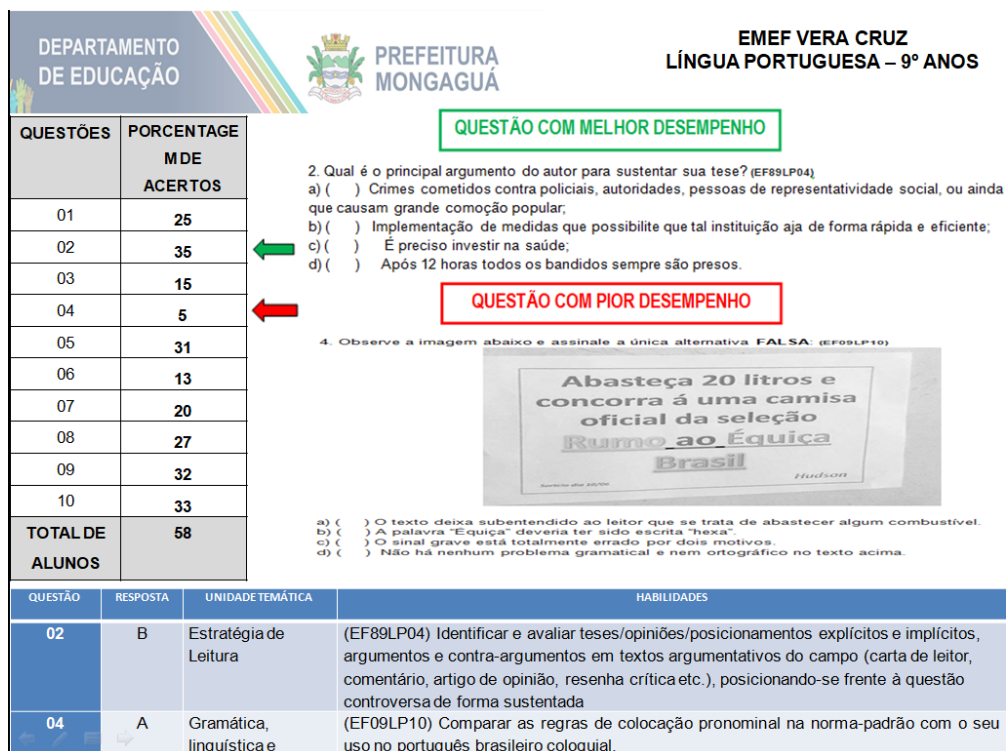 DEPARTAMENTO
DE EDUCAÇÃO
PREFEITURA
MONGAGUÁ
EMEF VERA CRUZ
LÍNGUA PORTUGUESA – 9º ANOS
QUESTÕES PORCENTAGE
M DE
ACERTOS
01 25
02 35
03 15
04 5
05 31
06 13
07 20
08 27
09 32
10 33
TOTAL DE 58
ALUNOS
QUESTÃO COM MELHOR DESEMPENHO
2. Qual é o principal argumento do autor para sustentar sua tese? (EF89LP04)
a) ( ) Crimes cometidos contra policiais, autoridades, pessoas de representatividade social, ou ainda
que causam grande comoção popular;
b) ( ) Implementação de medidas que possibilite que tal instituição aja de forma rápida e eficiente;
c) ( ) É preciso investir na saúde;
d) ( ) Após 12 horas todos os bandidos sempre são presos.
QUESTÃO COM PIOR DESEMPENHO
4. Observe a imagem abaixo e assinale a única alternativa FALSA: (EF09LP10)
Abasteça 20 litros e
concorra á uma camisa
oficial da seleção
Rumo ao Équiça
Brasil
Hudson
a) ( ) O texto deixa subentendido ao leitor que se trata de abastecer algum combustível.
b) ( ) A palavra "Équiça" deveria ter sido escrita "hexa".
c) ( ) O sinal grave está totalmente errado por dois motivos.
d) ( ) Não há nenhum problema gramatical e nem ortográfico no texto acima.
QUESTÃO RESPOSTA UNIDADE TEMÁTICA HABILIDADES
02 B Estratégia de (EF89LP04) Identificar e avaliar teses/opiniões/posicionamentos explícitos e implícitos,
Leitura argumentos e contra-argumentos em textos argumentativos do campo (carta de leitor,
comentário, artigo de opinião, resenha crítica etc.), posicionando-se frente à questão
controversa de forma sustentada
04 A Gramática, (EF09LP10) Comparar as regras de colocação pronominal na norma-padrão com o seu
linguística e uso no português brasileiro coloquial.